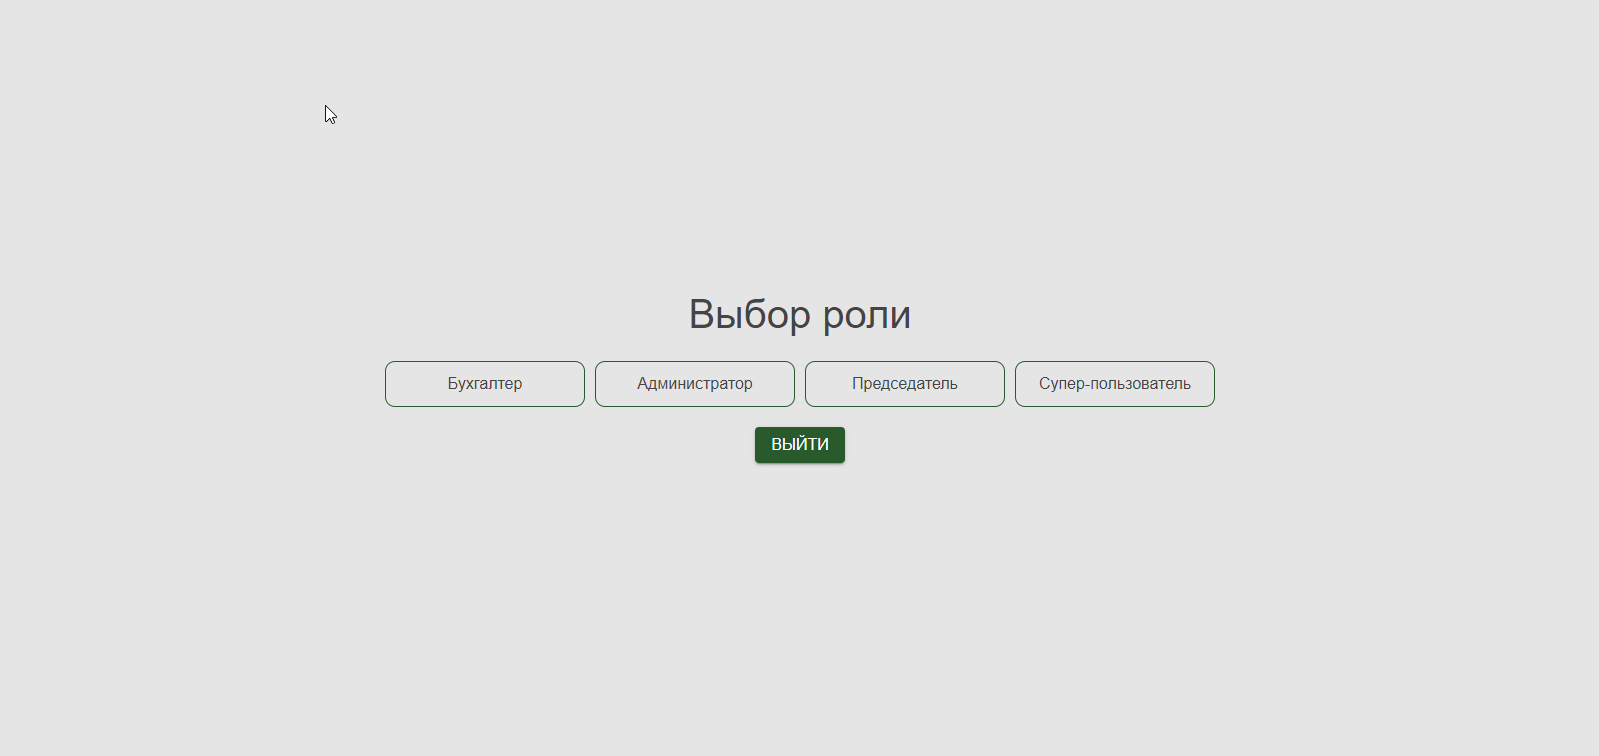 Выбор роли
Бухгалтер Администратор Председатель Супер-пользователь
ВЫЙТИ